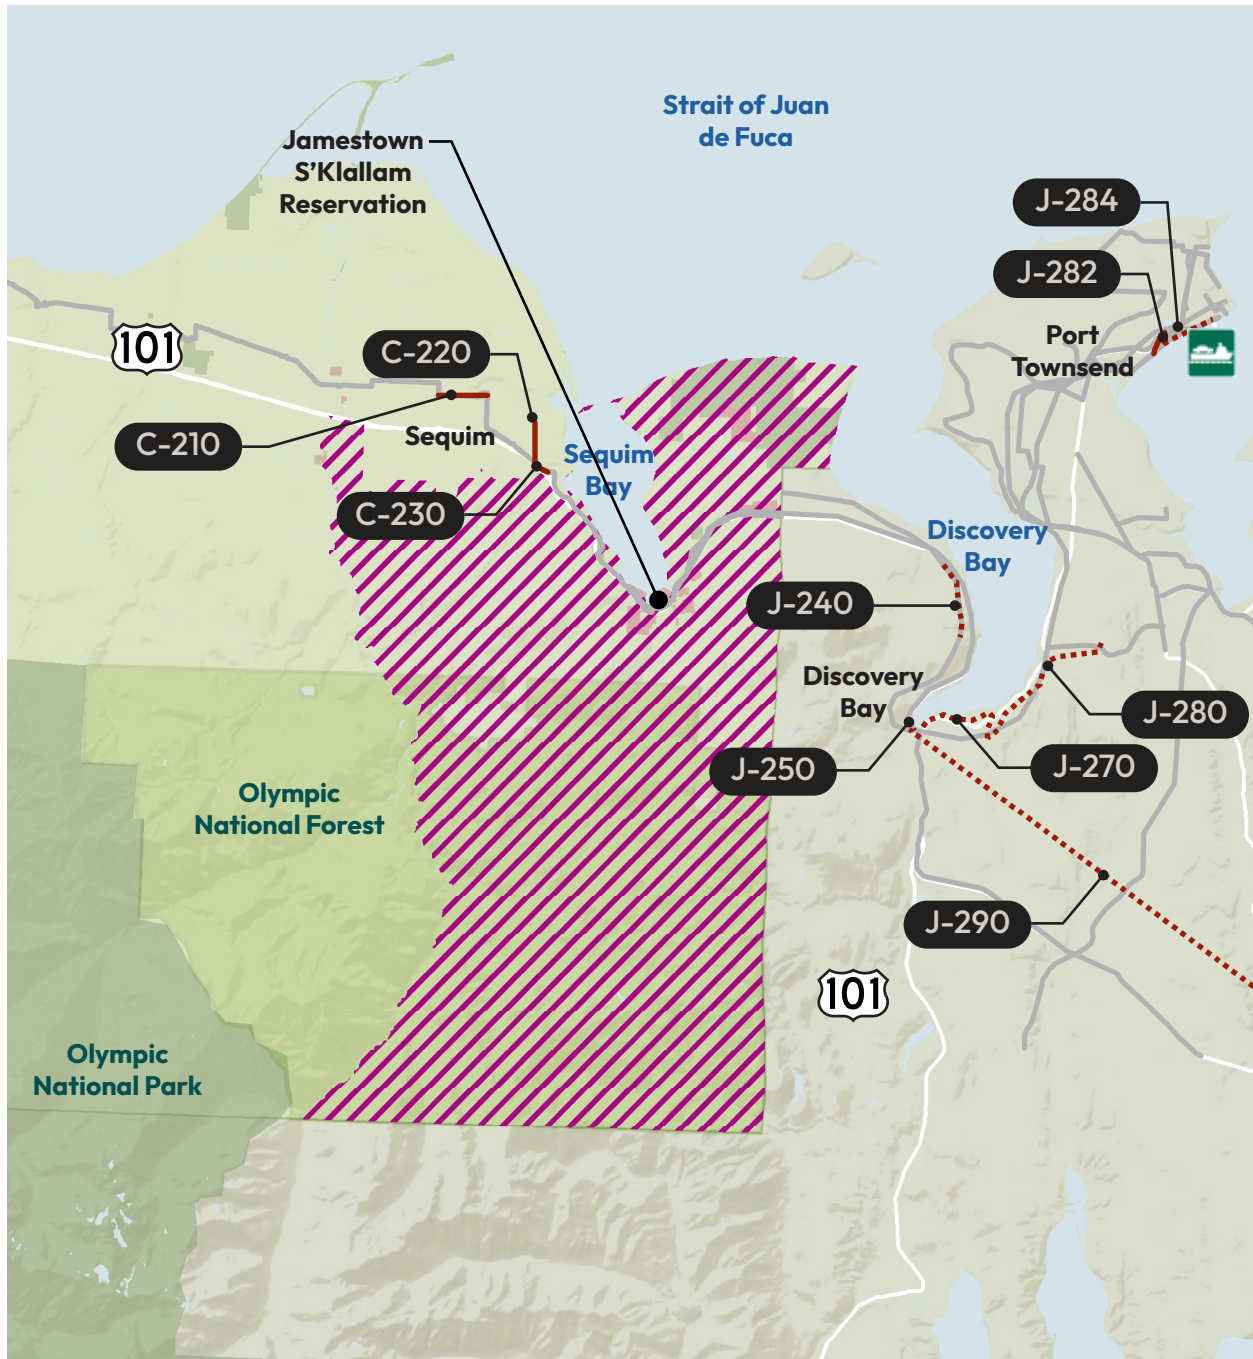 Strait of Juan
de Fuca
Jamestown
S'Klallam
Reservation
J-284
J-282
Port
Townsend
101
C-220
C-210
Sequim
Sequim
Bay
C-230
Discovery
Bay
J-240
Discovery
Bay
J-280
J-250
J-270
Olympic
National Forest
J-290
101
Olympic
National Park